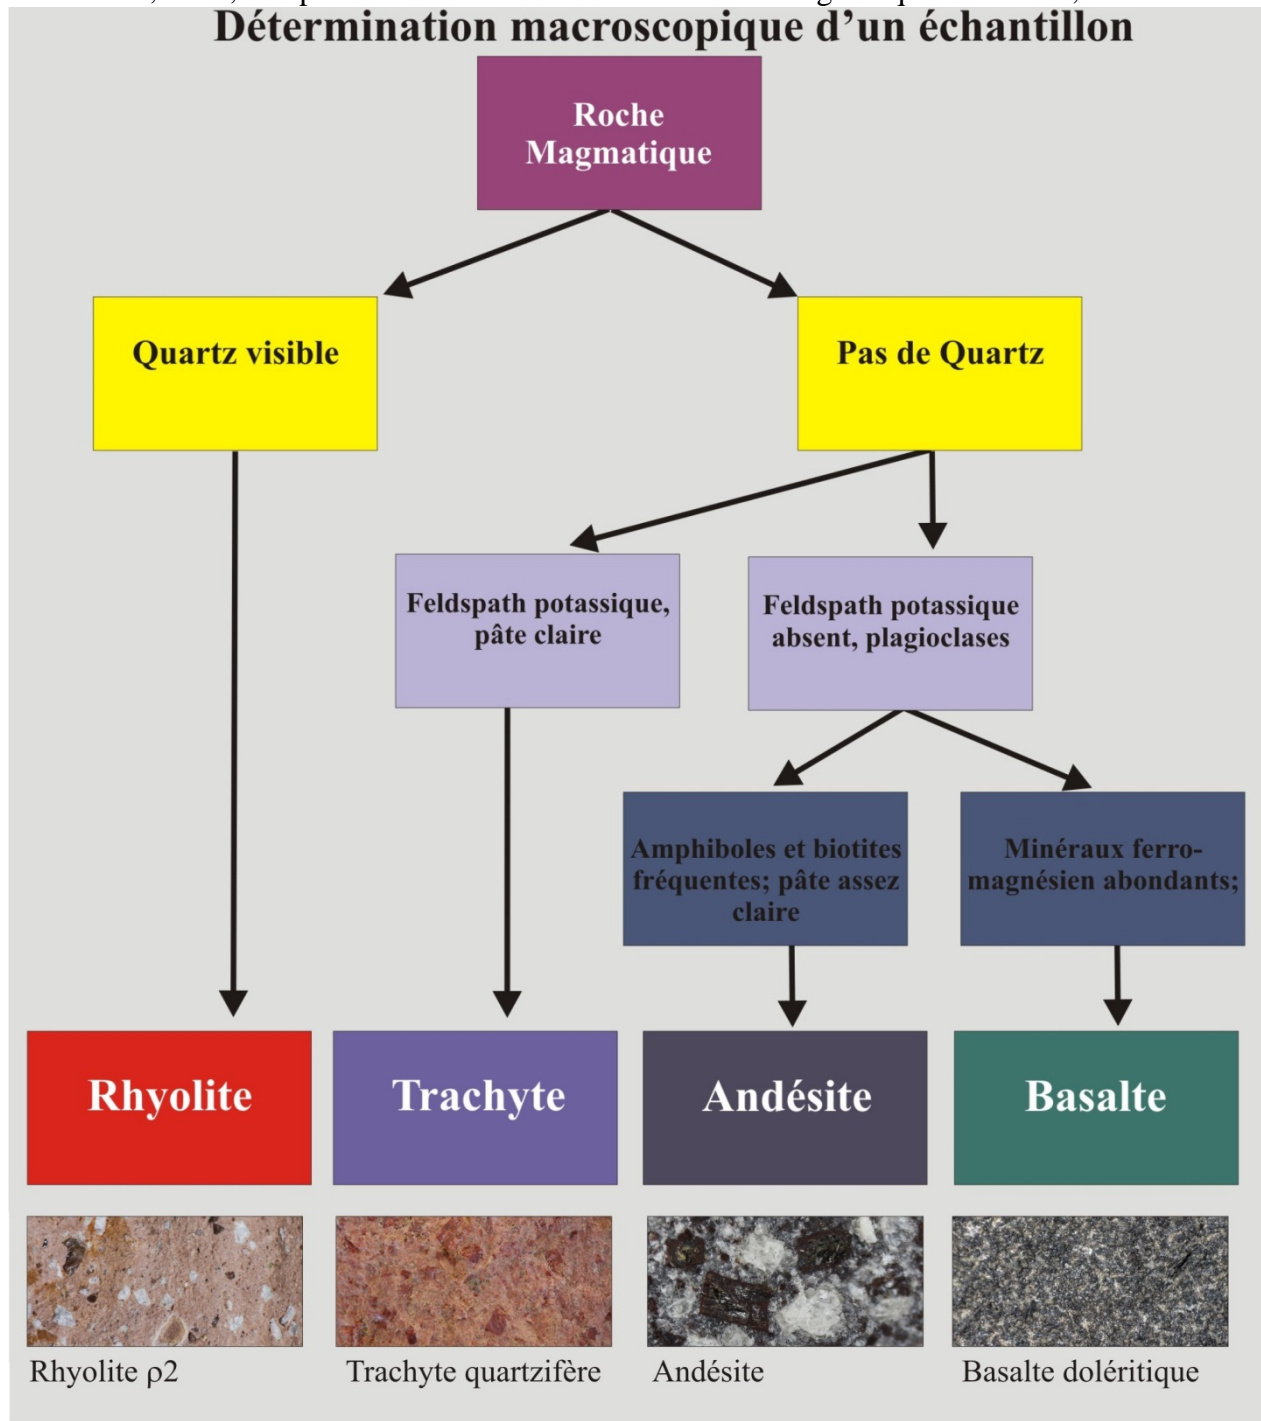 Détermination macroscopique d'un échantillon
Roche
Magmatique
Quartz visible
Pas de Quartz
Feldspath potassique,
pâte claire
Feldspath potassique
absent, plagioclases
Amphiboles et biotites
fréquentes; pâte assez
claire
Minéraux ferro-
magnésien abondants;
Rhyolite
Trachyte
Andésite
Basalte
Rhyolite ρ2
Trachyte quartzifère
Andésite
Basalte doléritique